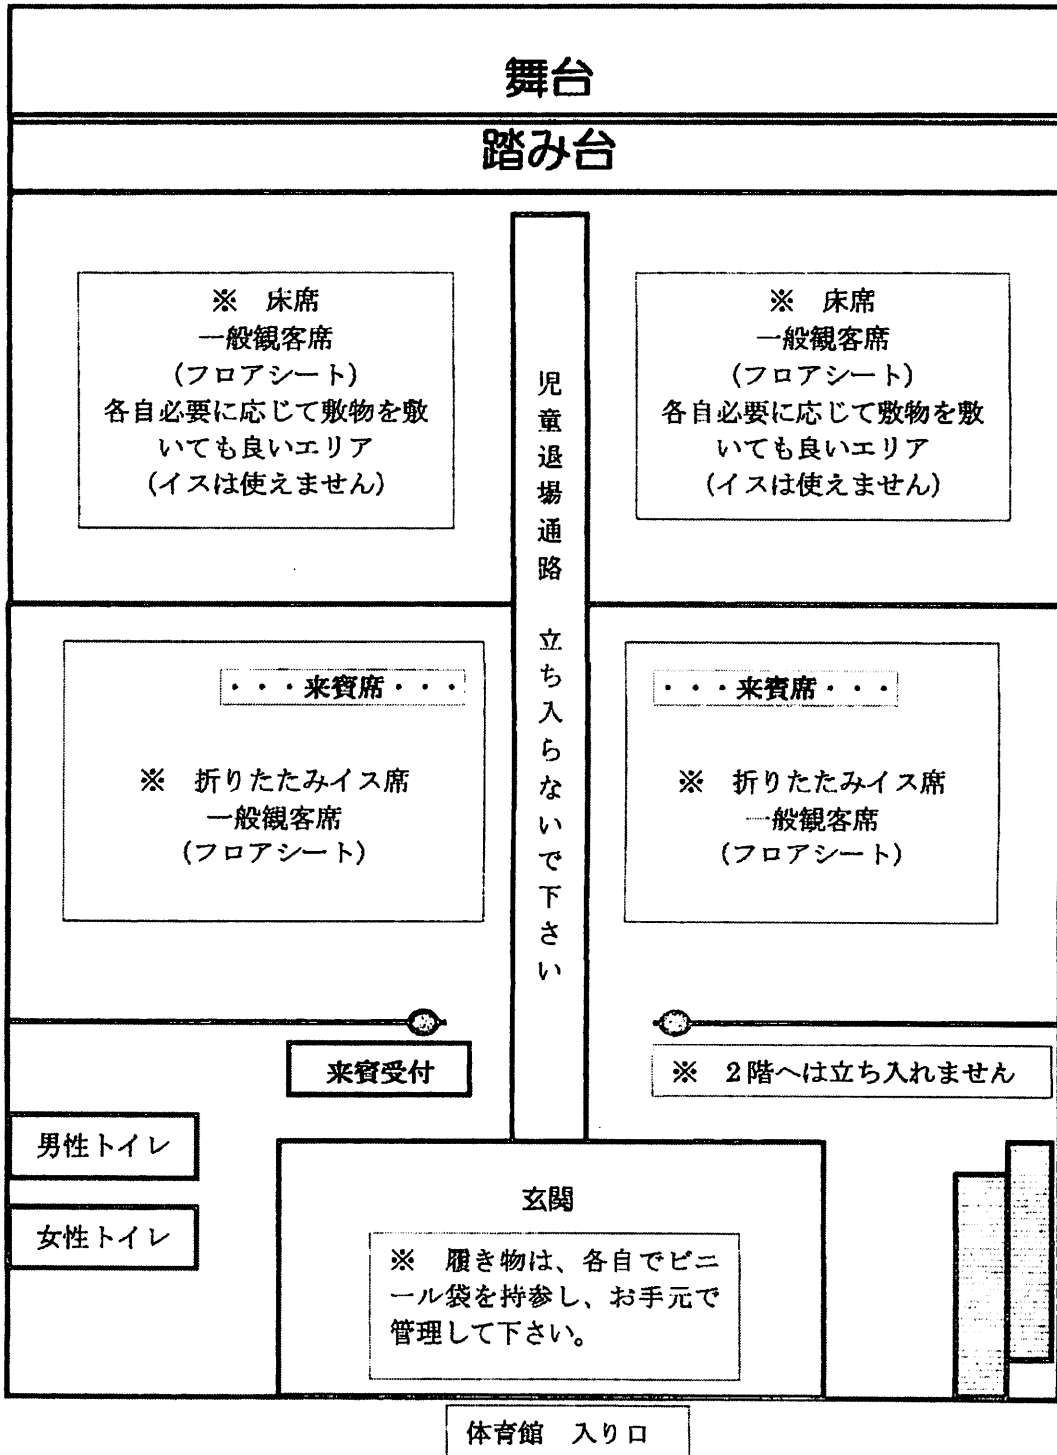 舞台
踏み台
※　床席
一般観客席
(フロアシート)
各自必要に応じて敷物を敷
いても良いエリア
(イスは使えません)
※　床席
一般観客席
(フロアシート)
各自必要に応じて敷物を敷
いても良いエリア
(イスは使えません)
児童退場通路　立ち入らないで下さい
・・・来賓席・・・
※　折りたたみイス席
一般観客席
(フロアシート)
・・・来賓席・・・
※　折りたたみイス席
一般観客席
(フロアシート)
来賓受付
※　2階へは立ち入れません
男性トイレ
女性トイレ
玄関
※　履き物は、各自でビニ
ール袋を持参し、お手元で
管理して下さい。
体育館　入り口